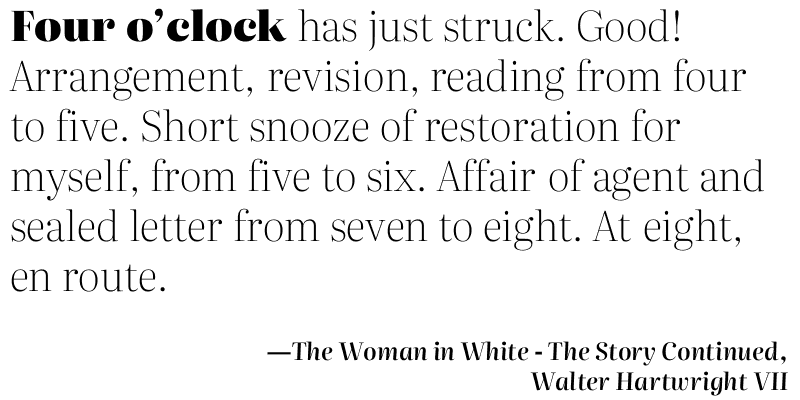 Four o’clock has just struck. Good!
Arrangement, revision, reading from four
to five. Short snooze of restoration for
myself, from five to six. Affair of agent and
sealed letter from seven to eight. At eight,
en route.
—The Woman in White - The Story Continued,
Walter Hartwright VII